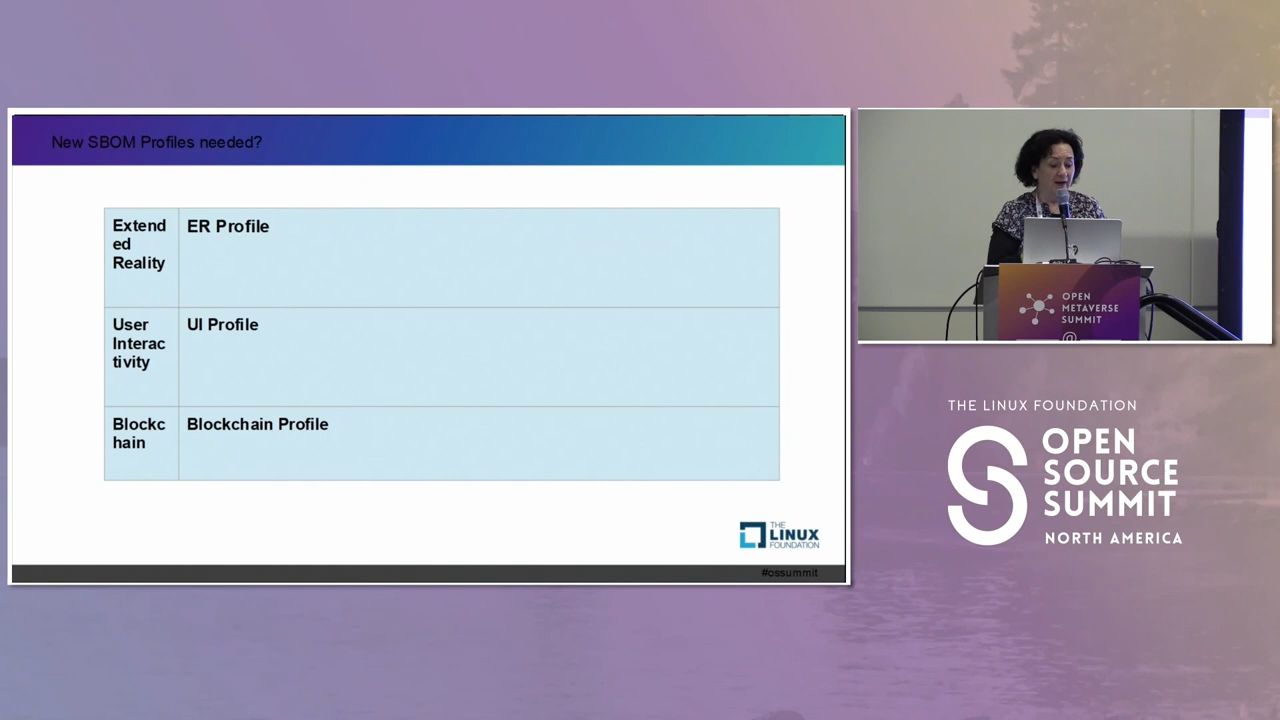 New SBOM Profiles needed?
Extend
ed
Reality
ER Profile
User
Interac
tivity
UI Profile
Blockc
hain
Blockchain Profile
THE
LINUX
FOUNDATION
#ossummit
OPEN
METAVERSE
SUMMIT
@
THE LINUX FOUNDATION
OPEN
SOURCE
SUMMIT
NORTH AMERICA